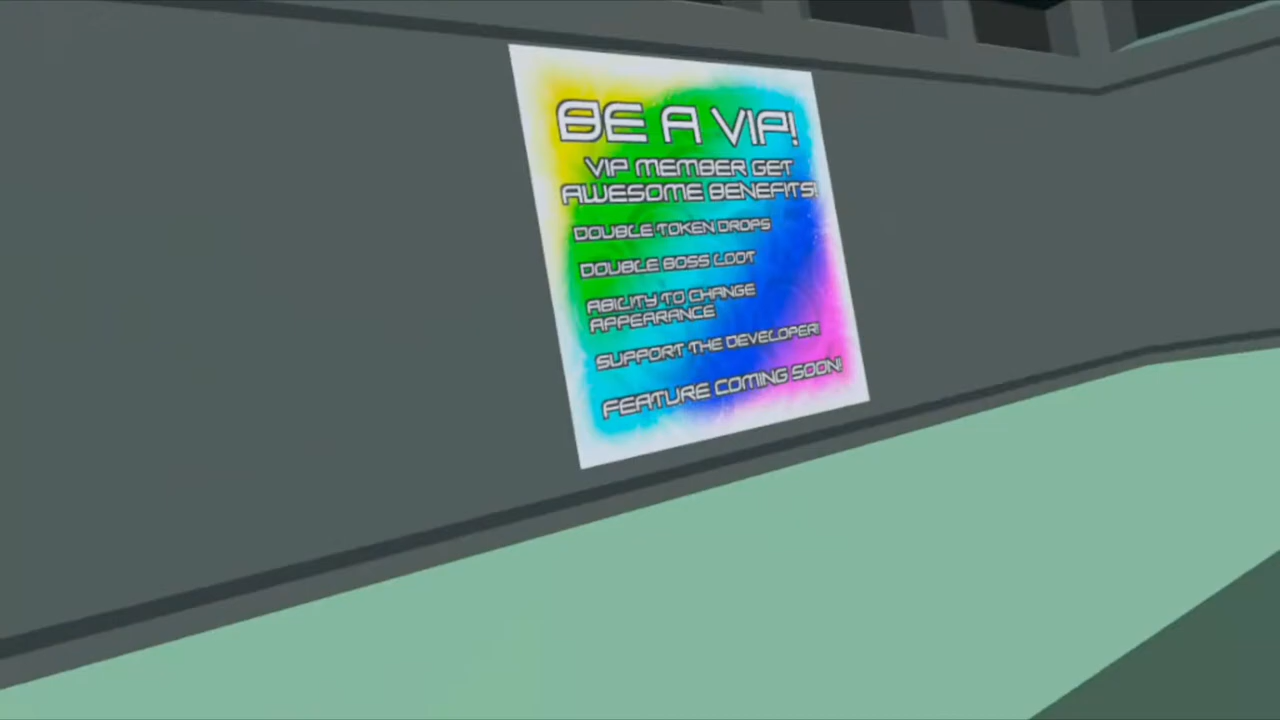 BE A VIP!
VIP MEMBER GET
AWESOME BENEFITS!
DOUBLE TOKEN DROPS
DOUBLE BOSS LOOT
ABILITY TO CHANGE
APPEARANCE
SUPPORT THE DEVELOPER!
FEATURE COMING SOON!